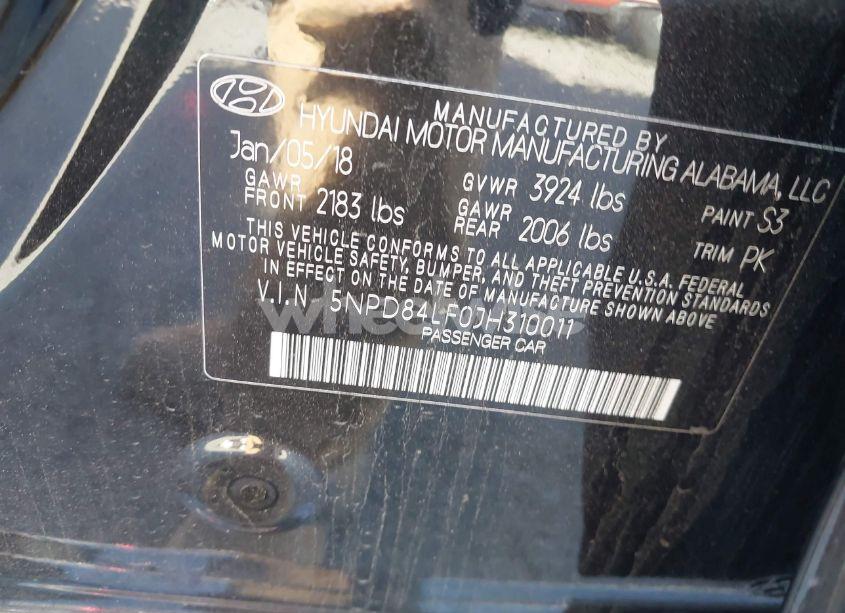 MANUFACTURED BY
HYUNDAI MOTOR MANUFACTURING ALABAMA, LLC
Jan/05/18
GVWR 3924 lbs
PAINT S3
GAWR FRONT 2183 lbs
GAWR REAR 2006 lbs
TRIM PK
THIS VEHICLE CONFORMS TO ALL APPLICABLE U.S.A. FEDERAL
MOTOR VEHICLE SAFETY, BUMPER, AND THEFT PREVENTION STANDARDS
IN EFFECT ON THE DATE OF MANUFACTURE SHOWN ABOVE.
V.I.N 5NPD84LF0JH310011
PASSENGER CAR